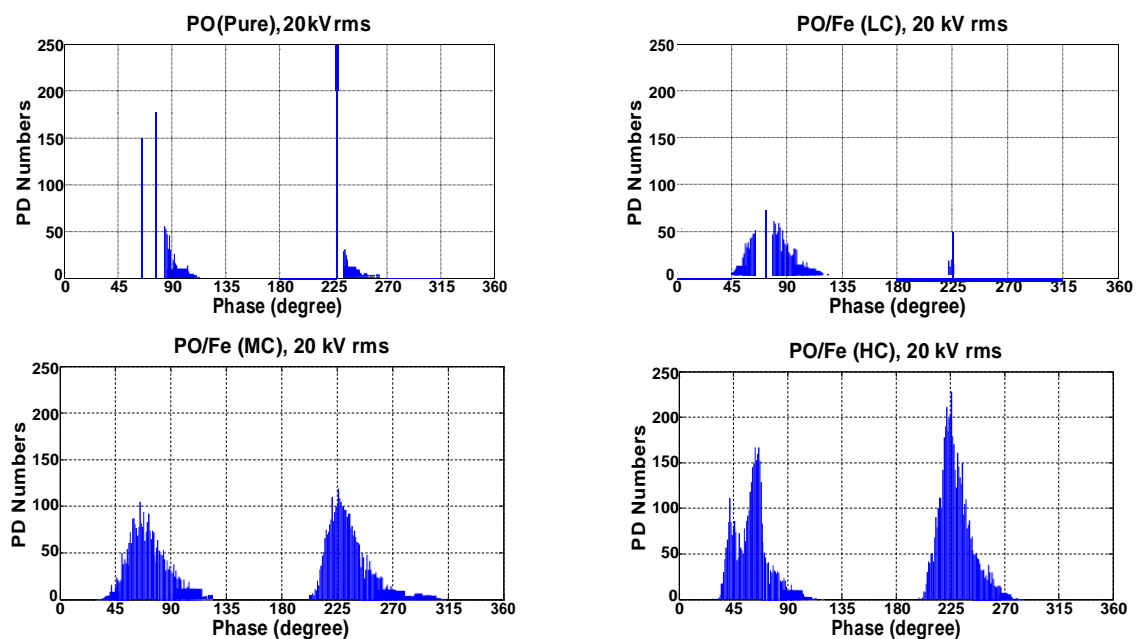 PO(Pure), 20kV rms
250
200
150
100
50
0
PD Numbers
0 45 90 135 180 225 270 315 360
Phase (degree)
PO/Fe (LC), 20 kV rms
250
200
150
100
50
0
PD Numbers
0 45 90 135 180 225 270 315 360
Phase (degree)
PO/Fe (MC), 20 kV rms
250
200
150
100
50
0
PD Numbers
0 45 90 135 180 225 270 315 360
Phase (degree)
PO/Fe (HC), 20 kV rms
250
200
150
100
50
0
PD Numbers
0 45 90 135 180 225 270 315 360
Phase (degree)